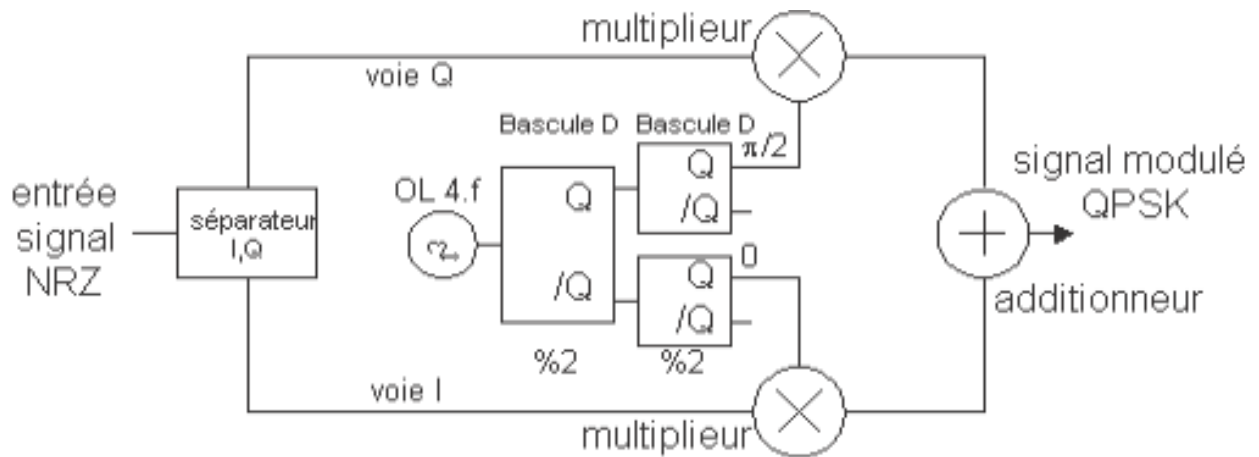 multiplieur
voie Q
Bascule D
Bascule D
π/2
Q
/Q
OL 4.f
Q
/Q
entrée
signal
NRZ
séparateur
I,Q
signal modulé
QPSK
0
Q
/Q
additionneur
%2
%2
voie I
multiplieur